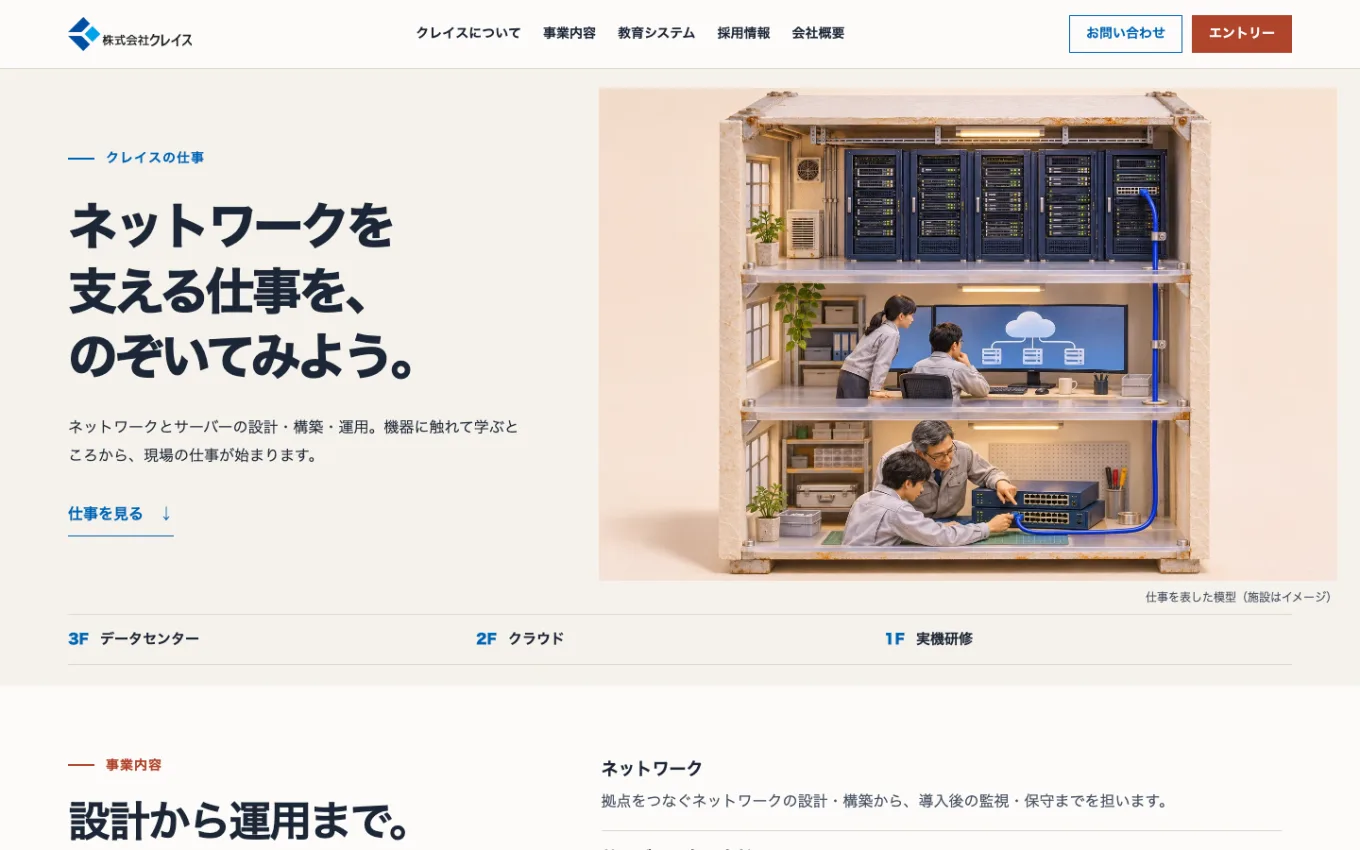 株式会社クレイス
クレイスについて
事業内容
教育システム
採用情報
会社概要
お問い合わせ
エントリー
クレイスの仕事
ネットワークを
支える仕事を、
のぞいてみよう。
ネットワークとサーバーの設計・構築・運用。機器に触れて学ぶと
ころから、現場の仕事が始まります。
仕事を見る ↓
仕事を表した模型（施設はイメージ）
3F データセンター
2F クラウド
1F 実機研修
事業内容
設計から運用まで。
ネットワーク
拠点をつなぐネットワークの設計・構築から、導入後の監視・保守までを担います。